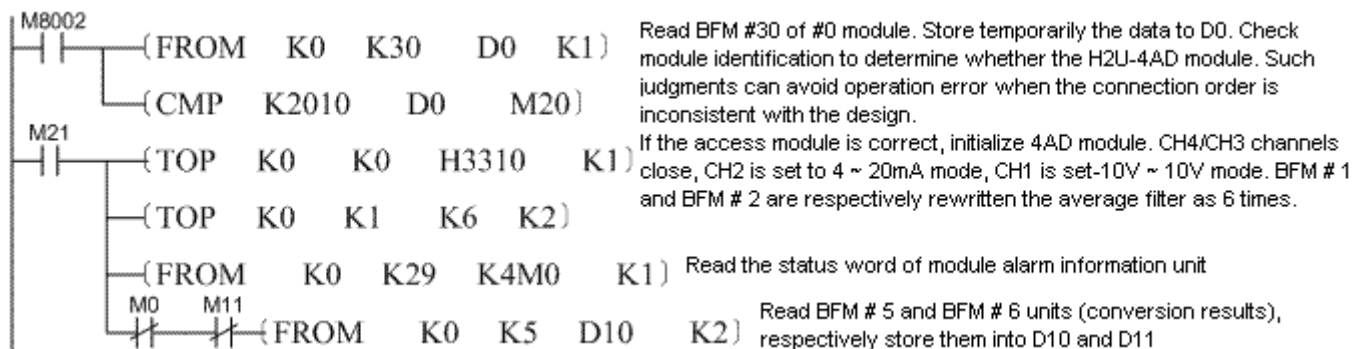 M8002
FROM K0 K30 D0 K1
Read BFM #30 of #0 module. Store temporarily the data to D0. Check
module identification to determine whether the H2U-4AD module. Such
judgments can avoid operation error when the connection order is
inconsistent with the design.
CMP K2010 D0 M20
M21
TOP K0 K0 H3310 K1
If the access module is correct, initialize 4AD module. CH4/CH3 channels
close, CH2 is set to 4 ~ 20mA mode, CH1 is set-10V ~ 10V mode. BFM # 1
and BFM # 2 are respectively rewritten the average filter as 6 times.
TOP K0 K1 K6 K2
FROM K0 K29 K4M0 K1
Read the status word of module alarm information unit
M0 M11
FROM K0 K5 D10 K2
Read BFM # 5 and BFM # 6 units (conversion results),
respectively store them into D10 and D11